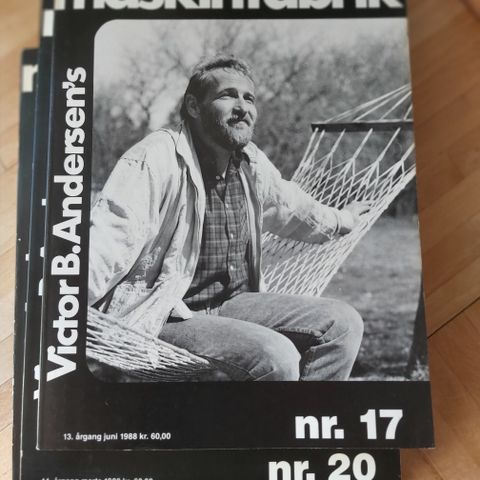 maskinfabrik
Victor B. Andersen's
13. årgang juni 1988 kr. 60,00
nr. 17
nr. 20